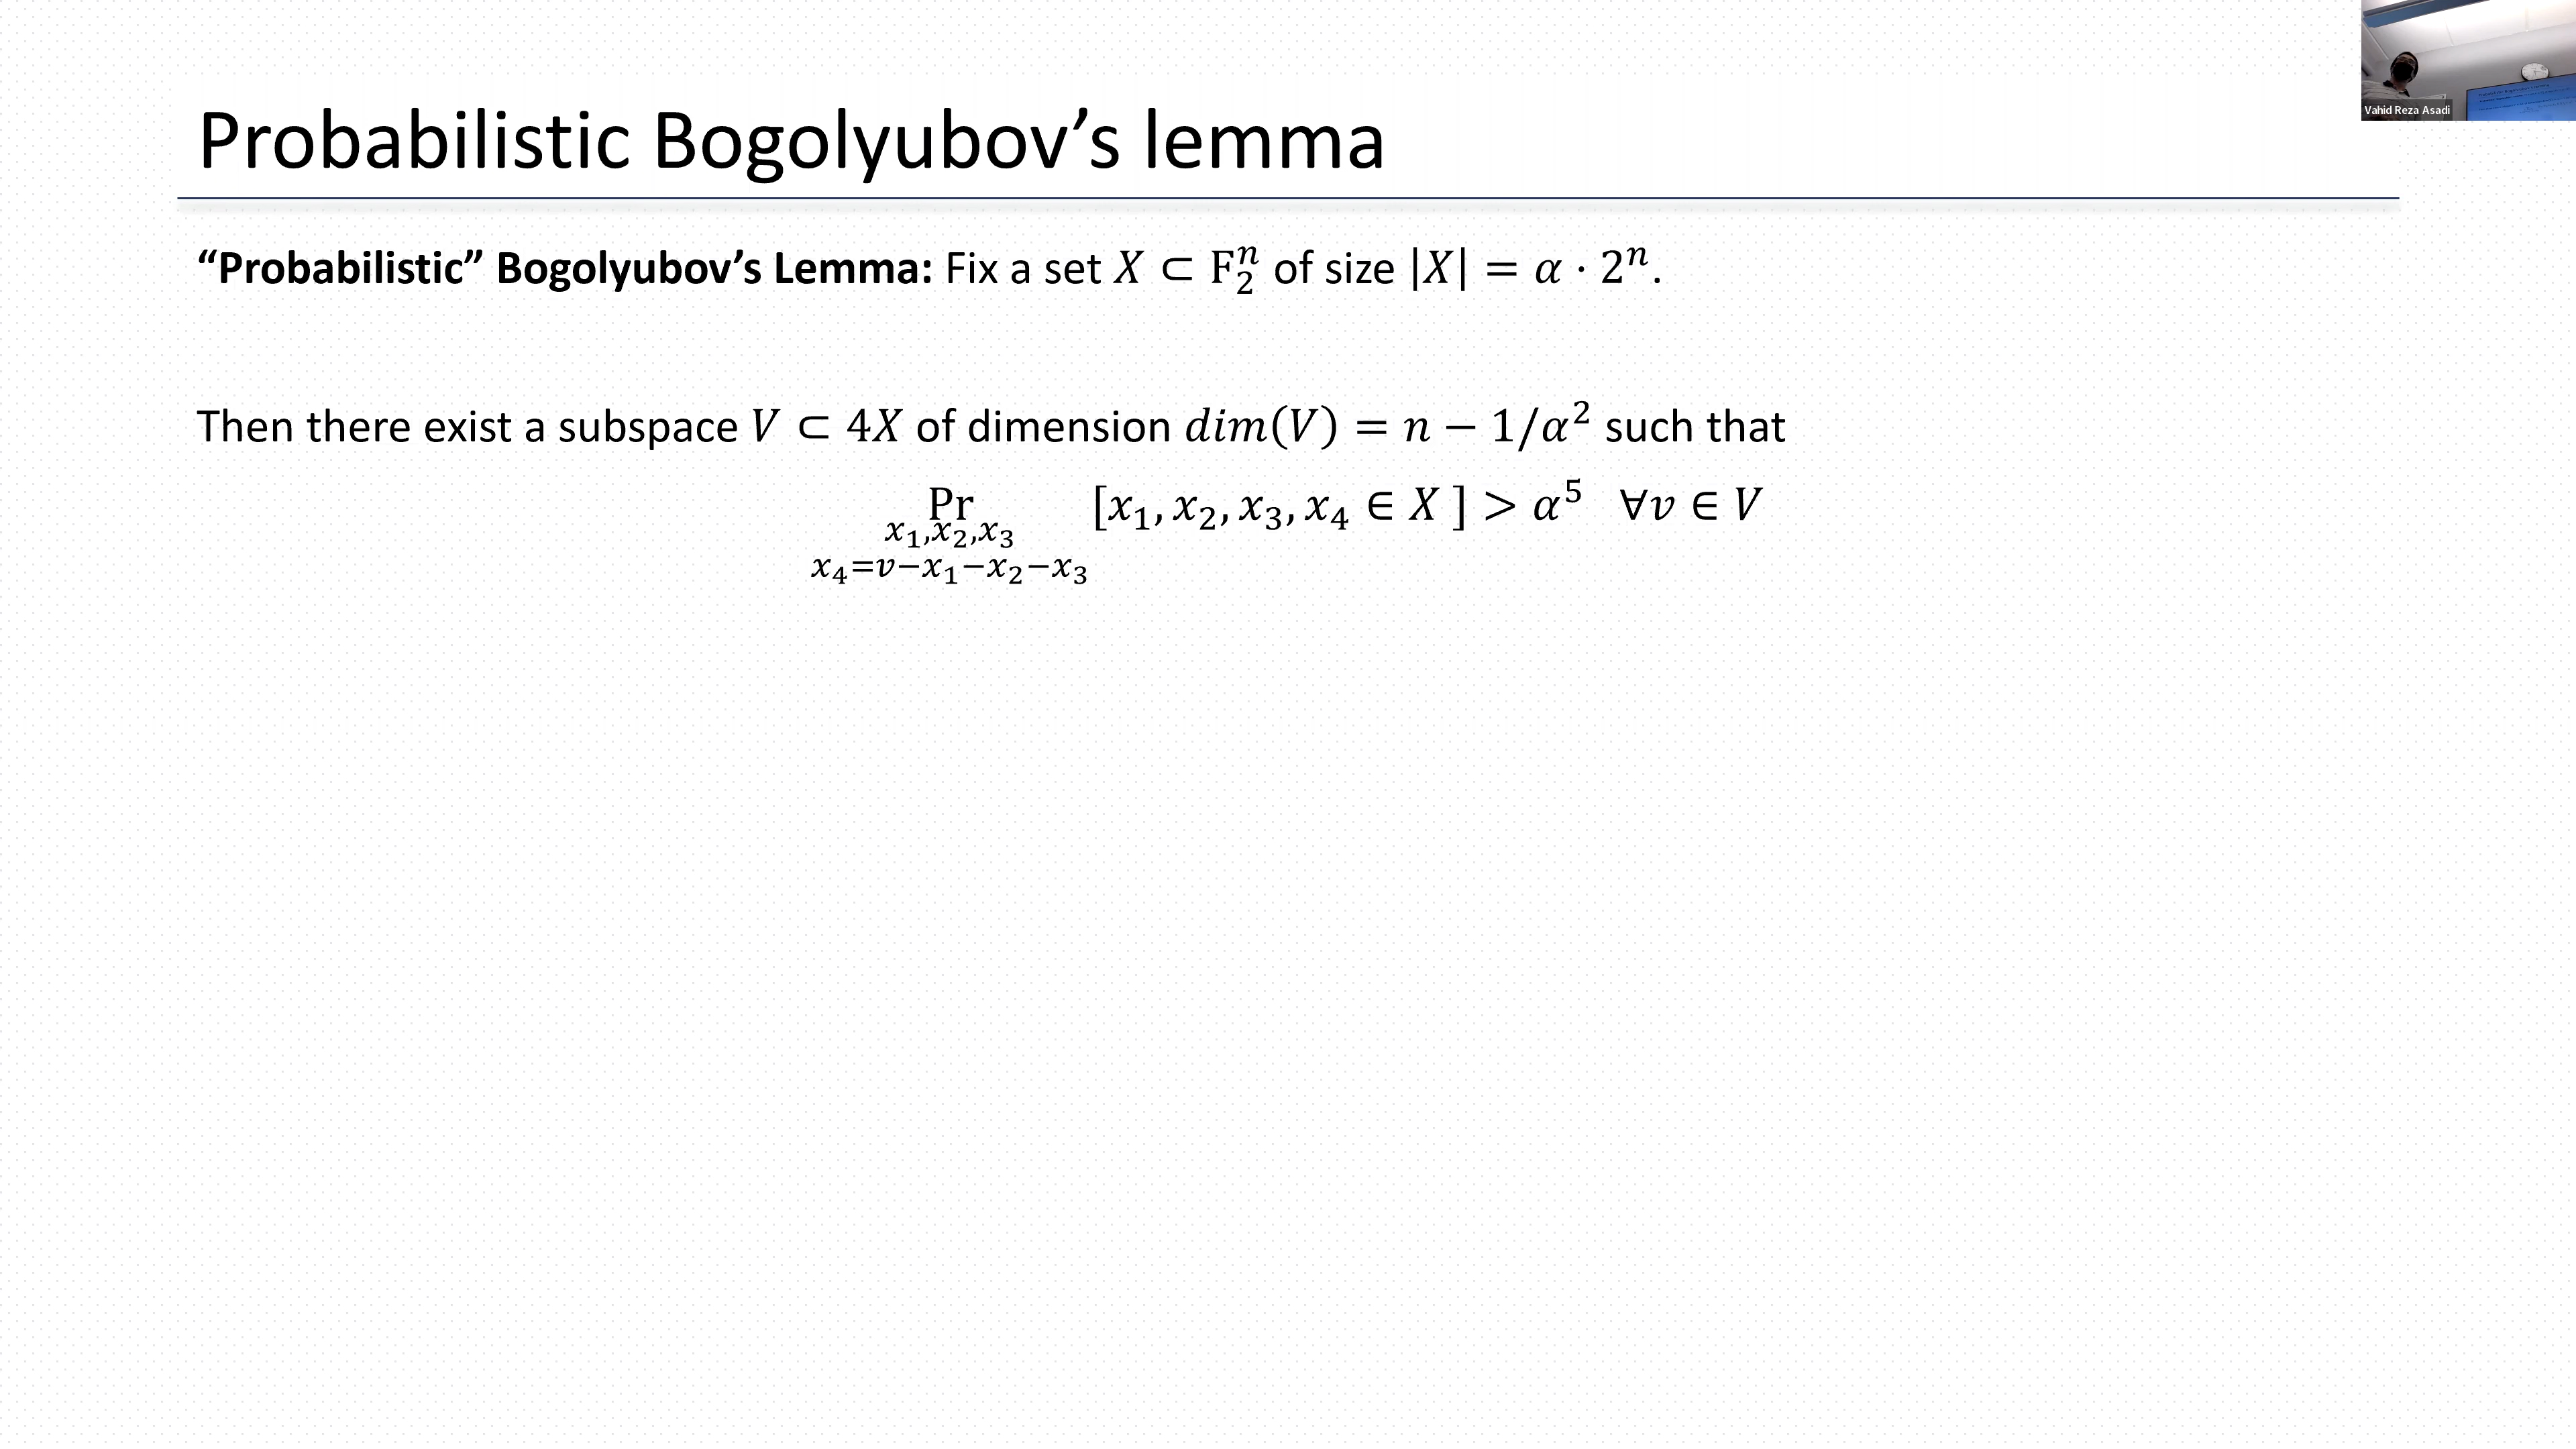 Probabilistic Bogolyubov’s lemma
Vahid Reza Asadi
“Probabilistic” Bogolyubov’s Lemma: Fix a set 𝑋 ⊂ F₂ⁿ of size |𝑋| = 𝛼 · 2ⁿ.
Then there exist a subspace 𝑉 ⊂ 4𝑋 of dimension 𝑑𝑖𝑚(𝑉) = 𝑛 − 1/𝛼² such that
Pr [𝑥₁, 𝑥₂, 𝑥₃, 𝑥₄ ∈ 𝑋 ] > 𝛼⁵ ∀𝑣 ∈ 𝑉
𝑥₁,𝑥₂,𝑥₃
𝑥₄=𝑣−𝑥₁−𝑥₂−𝑥₃